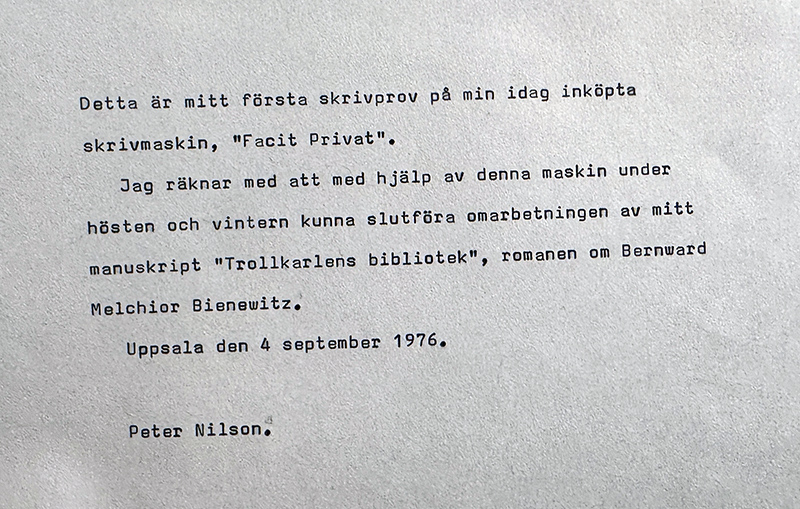 Detta är mitt första skrivprov på min idag inköpta
skrivmaskin, "Facit Privat".
Jag räknar med att med hjälp av denna maskin under
hösten och vintern kunna slutföra omarbetningen av mitt
manuskript "Trollkarlens bibliotek", romanen om Bernward
Melchior Bienewitz.
Uppsala den 4 september 1976.
Peter Nilson.